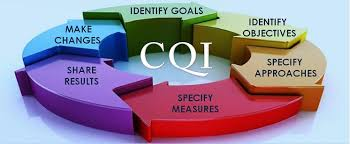 IDENTIFY GOALS
IDENTIFY
OBJECTIVES
SPECIFY
APPROACHES
SPECIFY
MEASURES
SHARE
RESULTS
MAKE
CHANGES
CQI